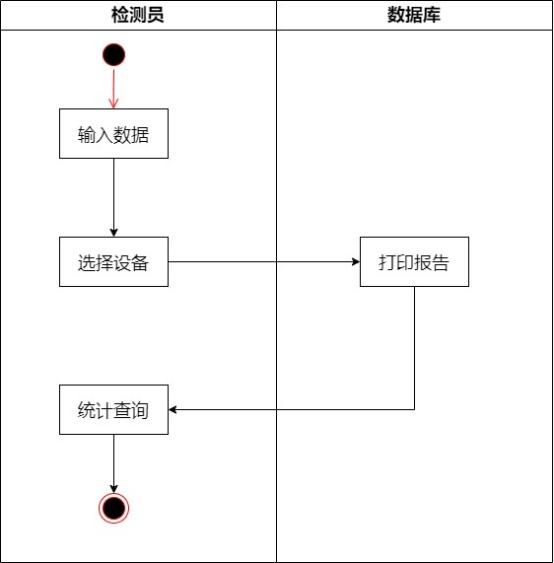 检测员
数据库
输入数据
选择设备
打印报告
统计查询